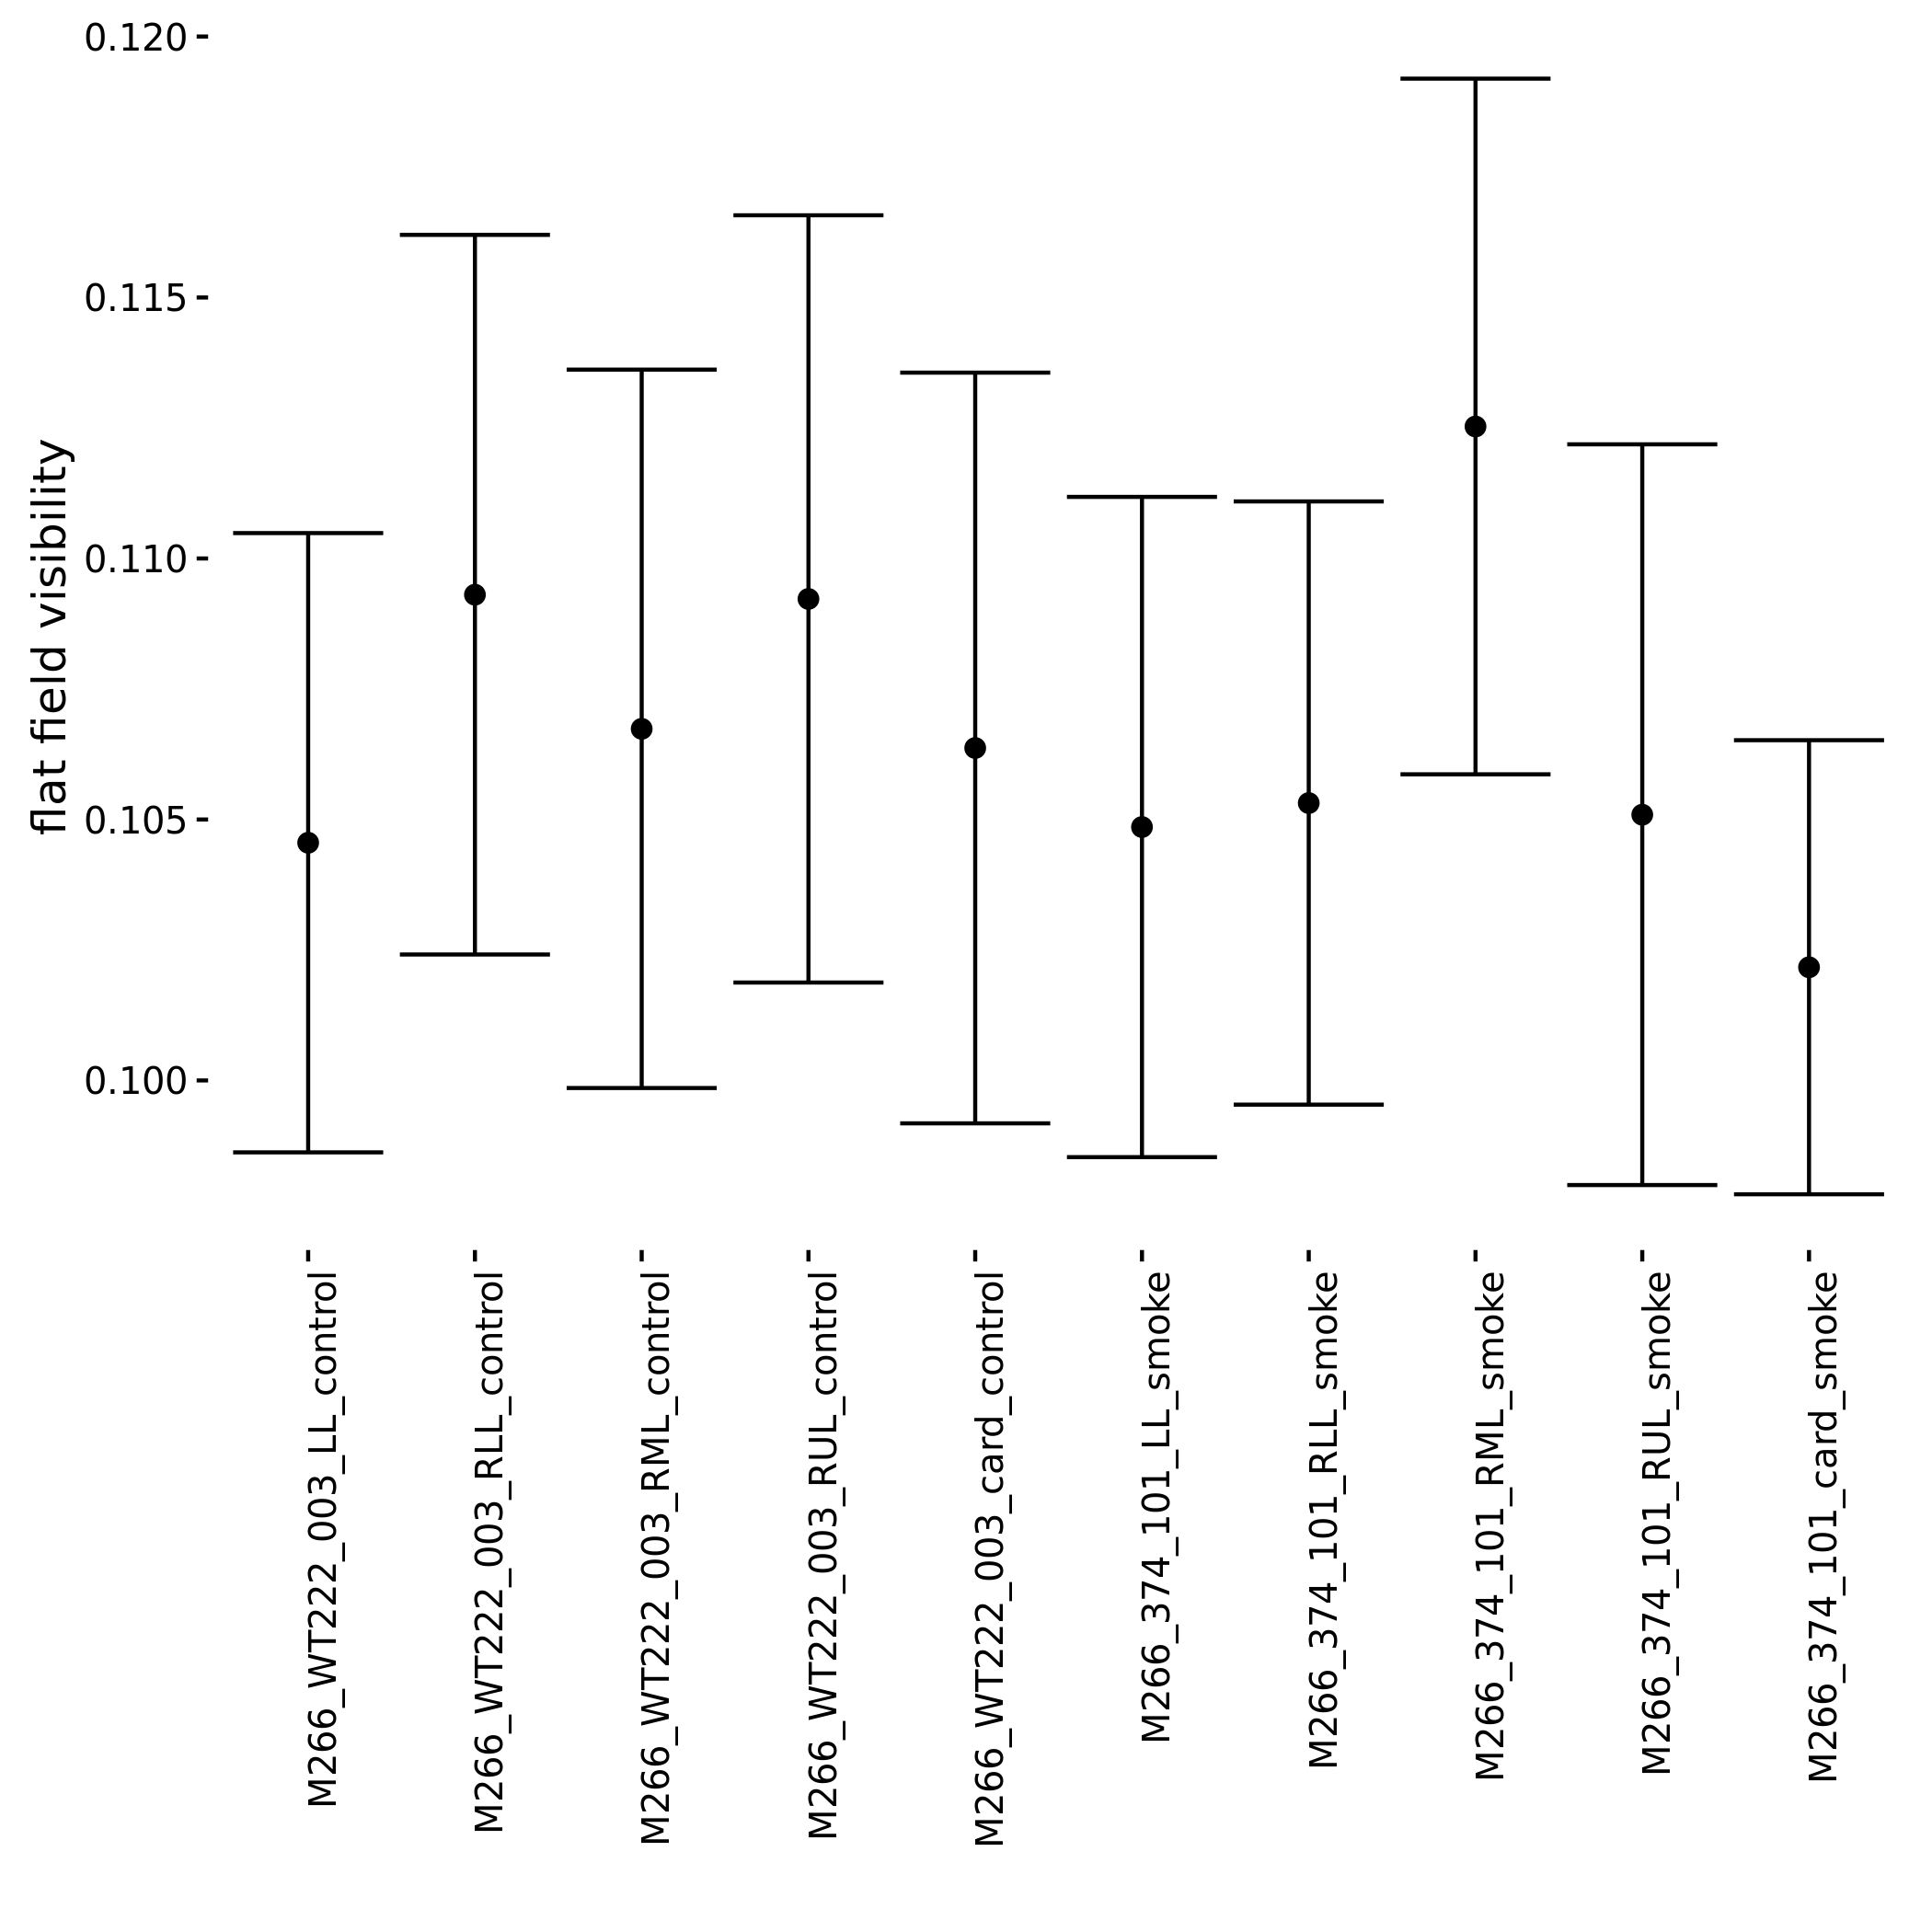 0.120
0.115
0.110
0.105
0.100
flat field visibility
M266_WT222_003_LL_control
M266_WT222_003_RLL_control
M266_WT222_003_RML_control
M266_WT222_003_RUL_control
M266_WT222_003_card_control
M266_374_101_LL_smoke
M266_374_101_RLL_smoke
M266_374_101_RML_smoke
M266_374_101_RUL_smoke
M266_374_101_card_smoke